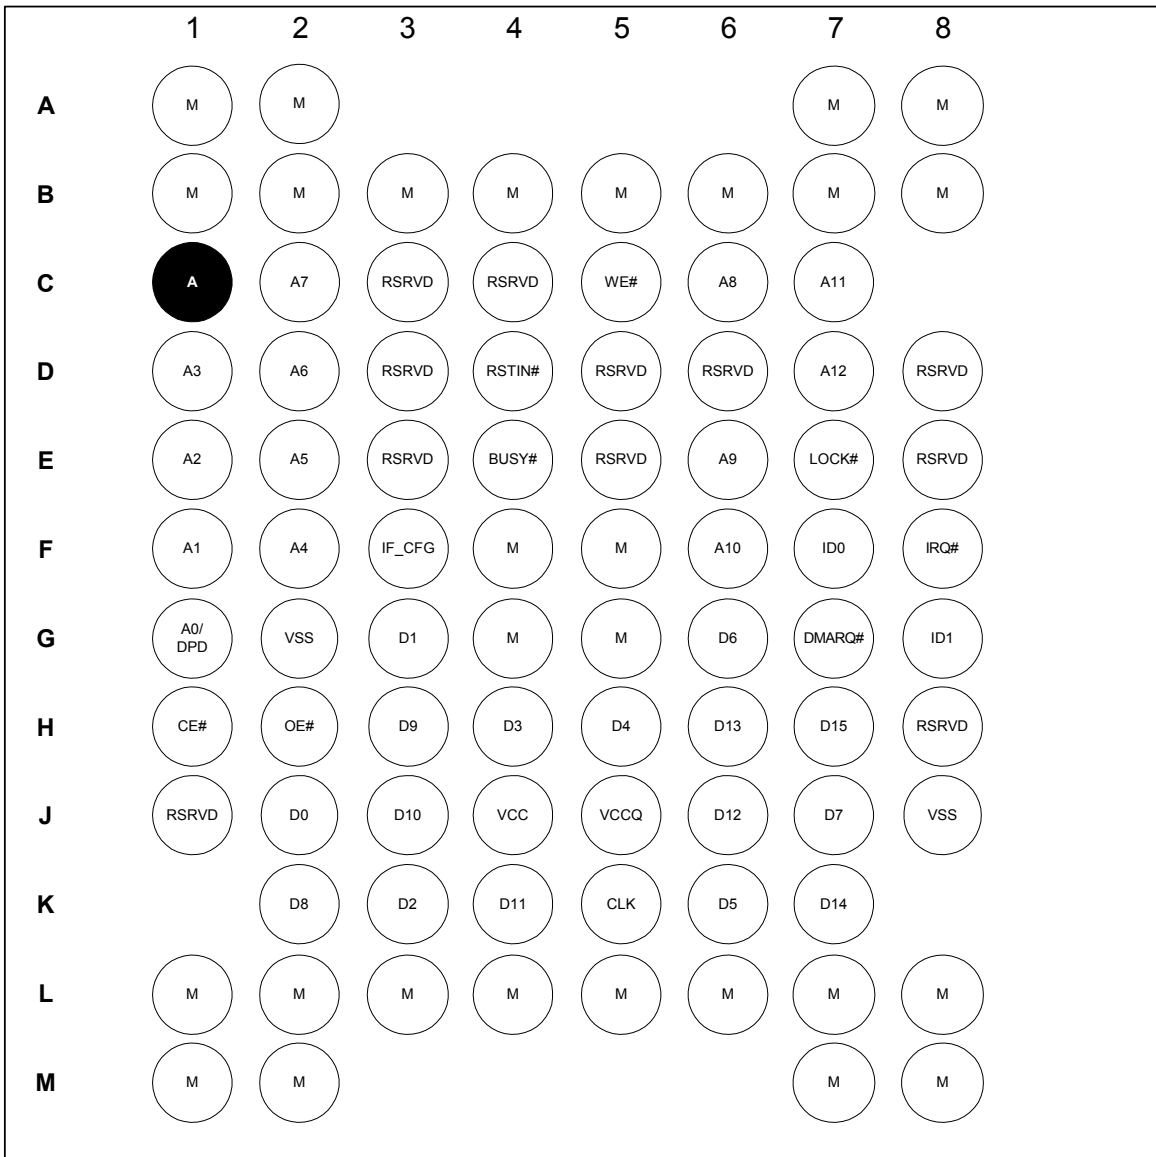 1 2 3 4 5 6 7 8
A M M M M
B M M M M M M M M
C A A7 RSRVD RSRVD WE# A8 A11
D A3 A6 RSRVD RSTIN# RSRVD RSRVD A12 RSRVD
E A2 A5 RSRVD BUSY# RSRVD A9 LOCK# RSRVD
F A1 A4 IF_CFG M M A10 ID0 IRQ#
G A0/ DPD VSS D1 M M D6 DMARQ# ID1
H CE# OE# D9 D3 D4 D13 D15 RSRVD
J RSRVD D0 D10 VCC VCCQ D12 D7 VSS
K D8 D2 D11 CLK D5 D14
L M M M M M M M M
M M M M M